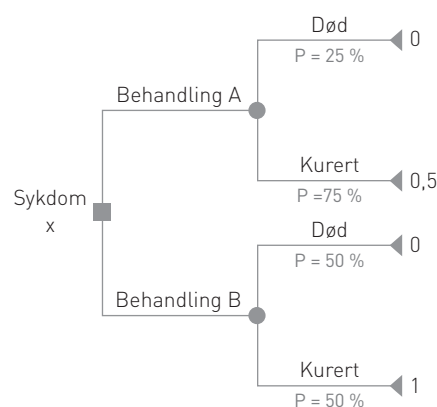 Død
P = 25 %
0
Behandling A
Kurert
P =75 %
0,5
Sykdom
x
Død
P = 50 %
0
Behandling B
Kurert
P = 50 %
1